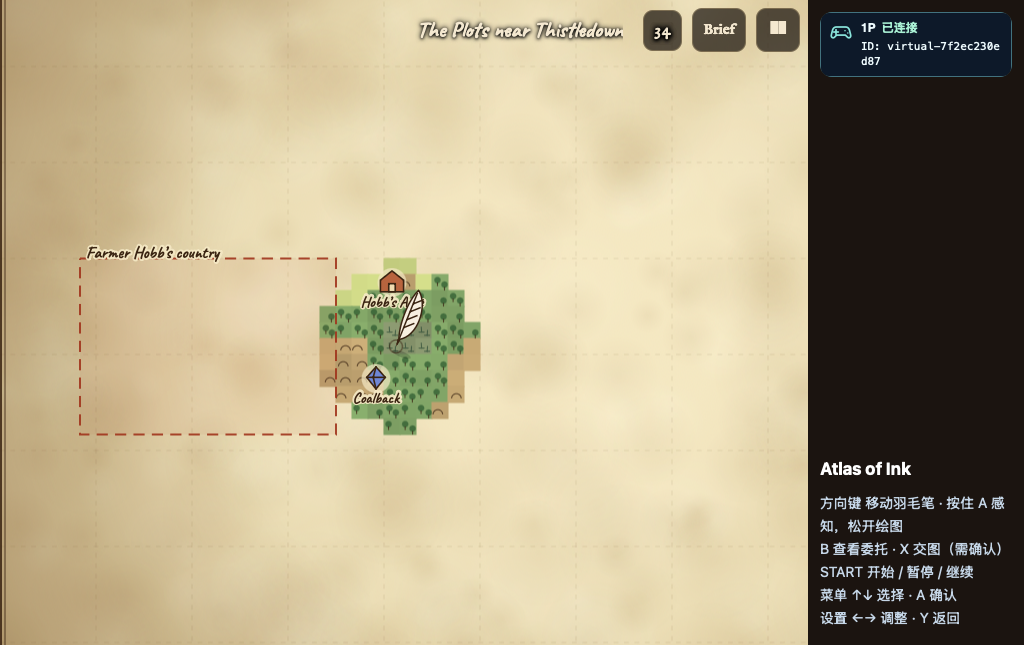 The Plots near Thistledown
34
Brief
1P 已连接
ID: virtual-7f2ec230e
d87
Farmer Hobb's country
Hobb's
Coalback
Atlas of Ink
方向键 移动羽毛笔 · 按住 A 感
知，松开绘图
B 查看委托 · X 交图（需确认）
START 开始 / 暂停 / 继续
菜单 ↑↓ 选择 · A 确认
设置 ←→ 调整 · Y 返回